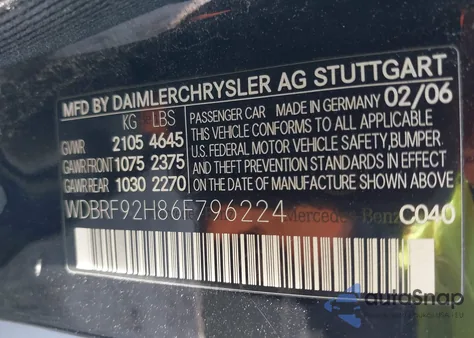 MFD BY DAIMLERCHRYSLER AG STUTTGART
KG LBS
GVWR 2105 4645
GAWR FRONT 1075 2375
GAWR REAR 1030 2270
PASSENGER CAR MADE IN GERMANY 02/06
THIS VEHICLE CONFORMS TO ALL APPLICABLE
U.S. FEDERAL MOTOR VEHICLE SAFETY,BUMPER,
AND THEFT PREVENTION STANDARDS IN EFFECT
ON THE DATE OF MANUFACTURE SHOWN ABOVE.
WDBRF92H86F796224 Mercedes-Benz C040
autoSnap